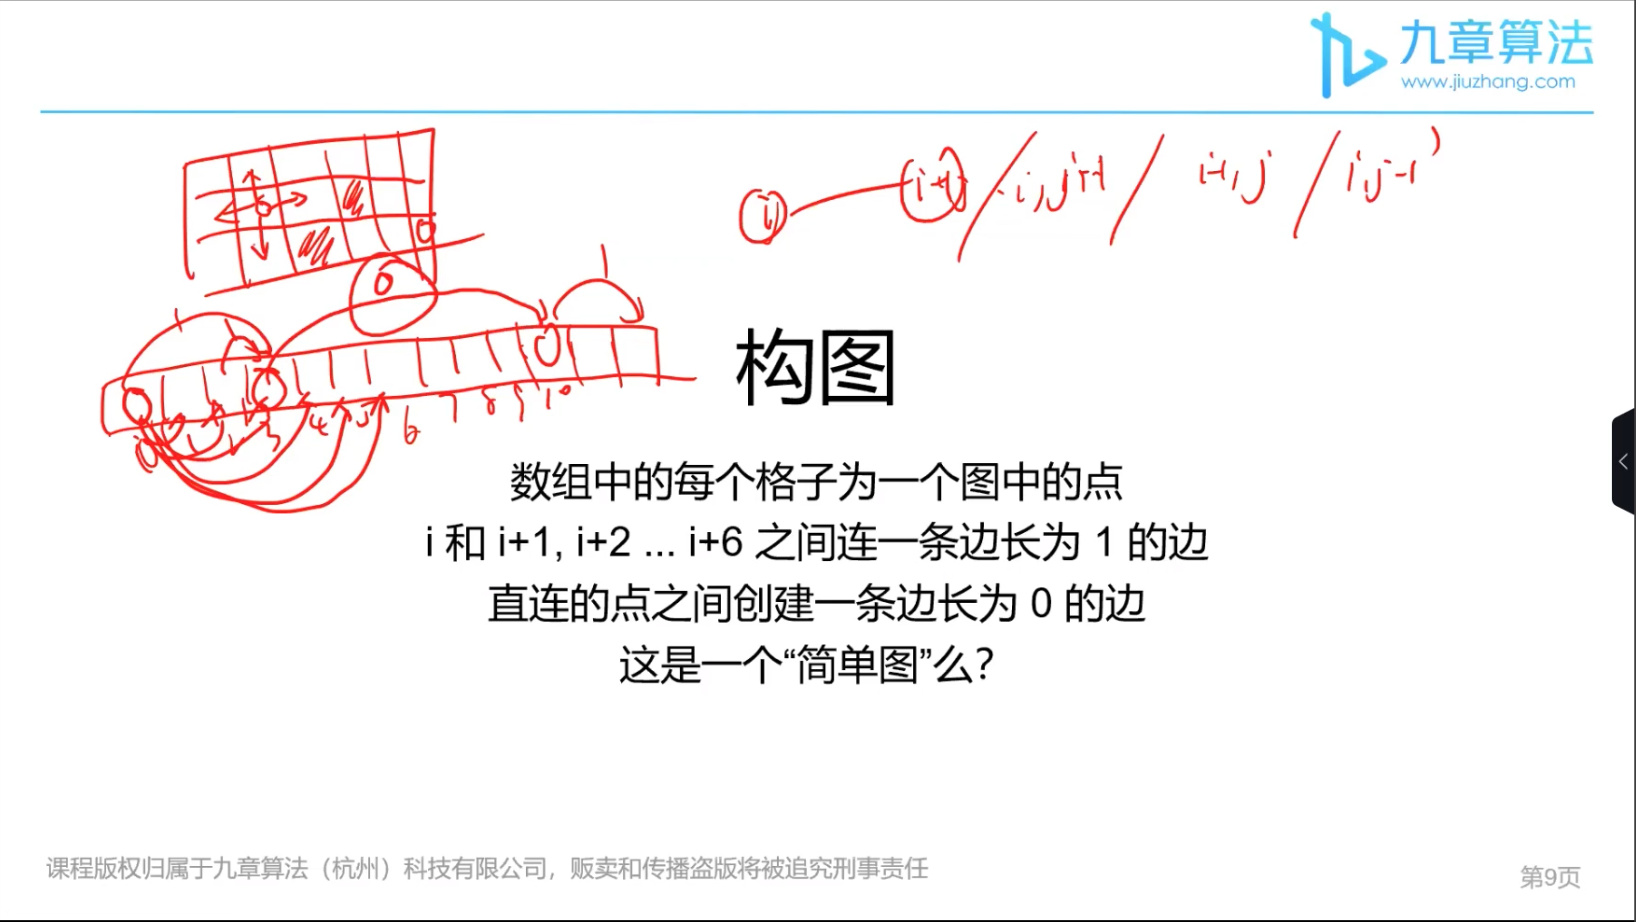 九章算法
www.jiuzhang.com
i,j
i+1,j / i,j+1 / i-1,j / i,j-1
0
0
1
1
1
构图
0
4 5 6 7 8 9 10
数组中的每个格子为一个图中的点
i 和 i+1, i+2 ... i+6 之间连一条边长为 1 的边
直连的点之间创建一条边长为 0 的边
这是一个“简单图”么?
课程版权归属于九章算法（杭州）科技有限公司，贩卖和传播盗版将被追究刑事责任
第9页